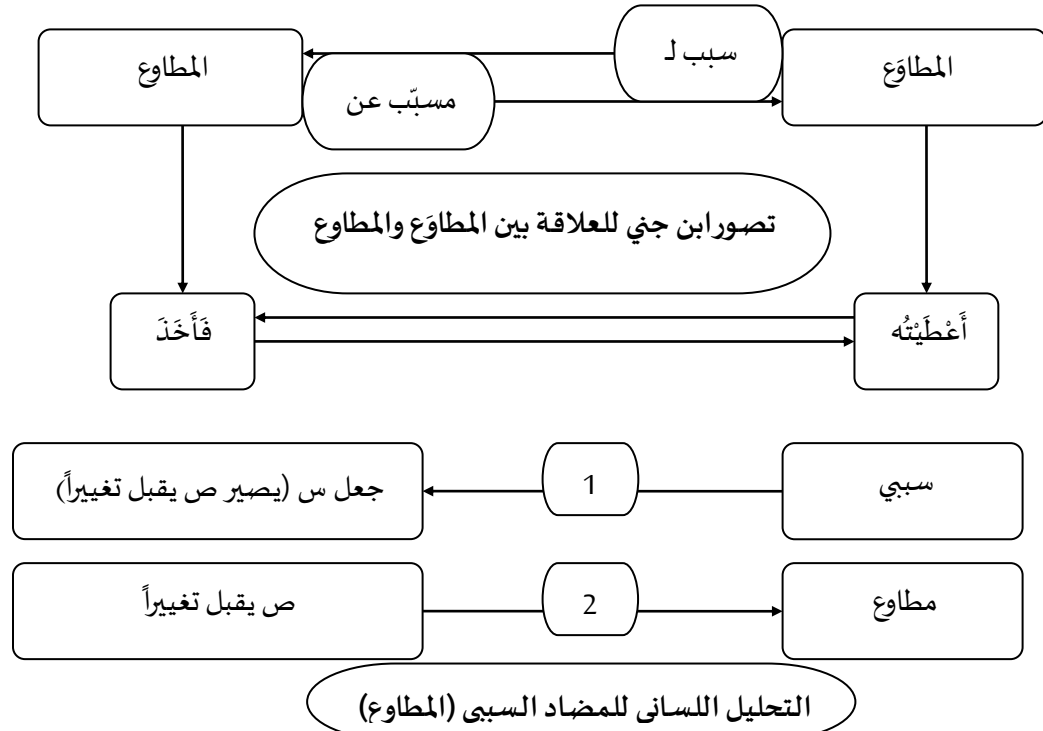 المطاوَع
سبب لـ
المطاوع
مسبّب عن
تصور ابن جني للعلاقة بين المطاوَع والمطاوع
أَعْطَيْتُه
فَأَخَذَ
سببي
1
جعل س (يصير ص يقبل تغييراً)
مطاوع
2
ص يقبل تغييراً
التحليل اللساني للمضاد السببي (المطاوع)